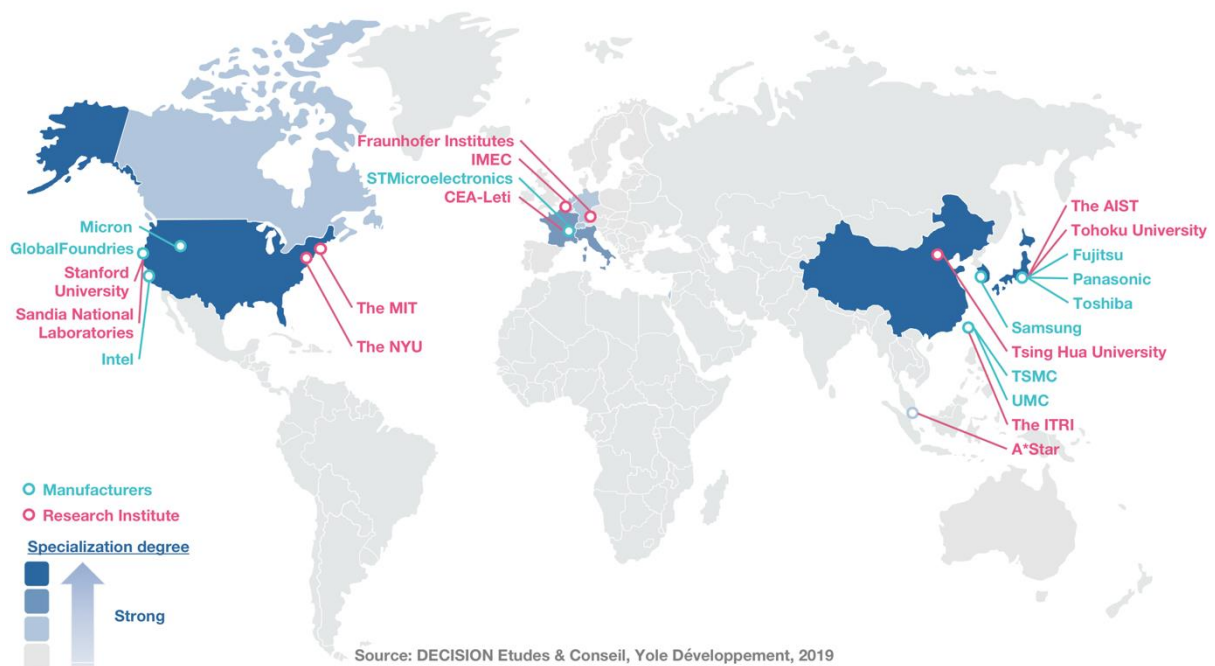 Micron
GlobalFoundries
Stanford
University
Sandia National
Laboratories
Intel
The MIT
The NYU
Fraunhofer Institutes
IMEC
STMicroelectronics
CEA-Leti
The AIST
Tohoku University
Fujitsu
Panasonic
Toshiba
Samsung
Tsing Hua University
TSMC
UMC
The ITRI
A*Star
Manufacturers
Research Institute
Specialization degree
Strong
Source: DECISION Etudes & Conseil, Yole Développement, 2019